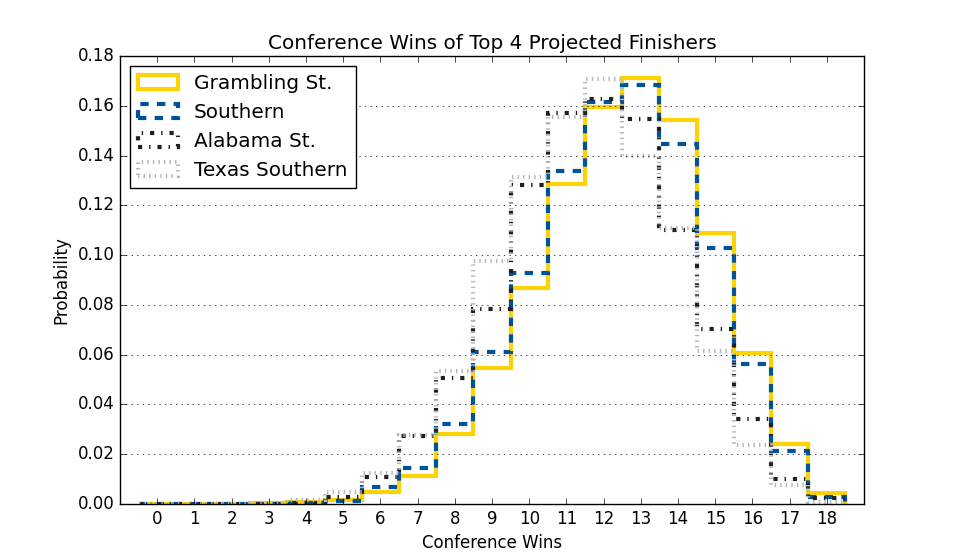 Conference Wins of Top 4 Projected Finishers
0.18
0.16
0.14
0.12
0.10
0.08
0.06
0.04
0.02
0.00
Probability
Grambling St.
Southern
Alabama St.
Texas Southern
0 1 2 3 4 5 6 7 8 9 10 11 12 13 14 15 16 17 18
Conference Wins